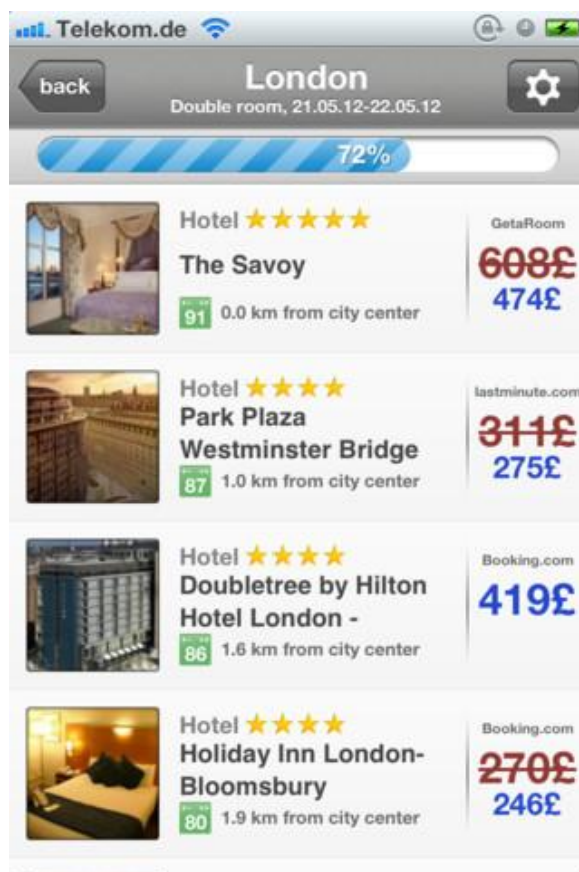 Telekom.de
back
London
Double room, 21.05.12-22.05.12
72%
Hotel
GetaRoom
The Savoy
608£
474£
91 0.0 km from city center
Hotel
lastminute.com
Park Plaza
Westminster Bridge
311£
275£
87 1.0 km from city center
Hotel
Booking.com
Doubletree by Hilton
Hotel London -
419£
86 1.6 km from city center
Hotel
Booking.com
Holiday Inn London-
Bloomsbury
270£
246£
80 1.9 km from city center